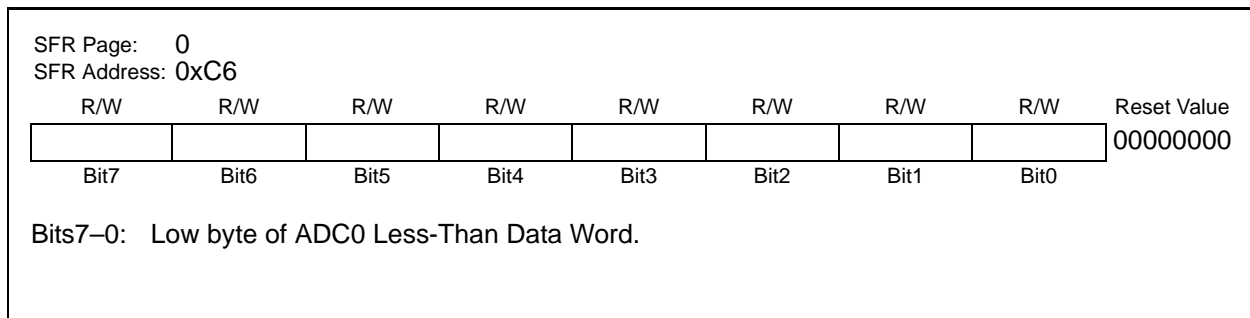 SFR Page: 0
SFR Address: 0xC6
R/W R/W R/W R/W R/W R/W R/W R/W Reset Value
00000000
Bit7 Bit6 Bit5 Bit4 Bit3 Bit2 Bit1 Bit0
Bits7–0: Low byte of ADC0 Less-Than Data Word.